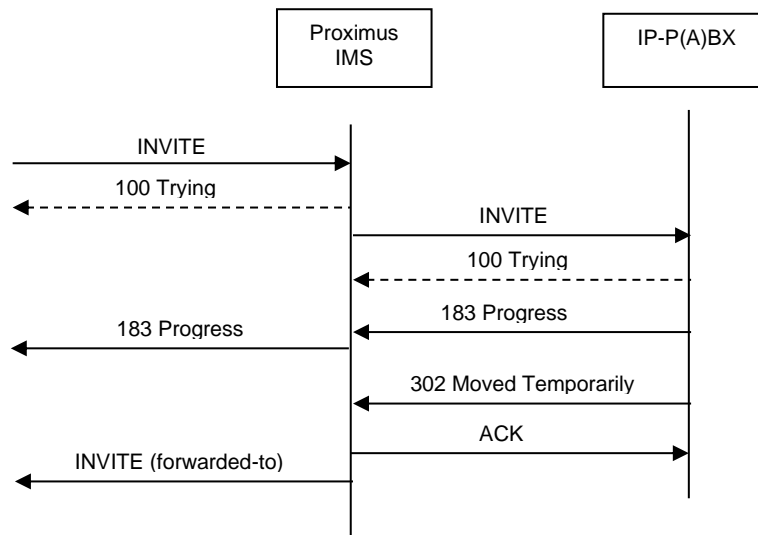 Proximus
IMS
IP-P(A)BX
INVITE
100 Trying
INVITE
100 Trying
183 Progress
183 Progress
302 Moved Temporarily
ACK
INVITE (forwarded-to)